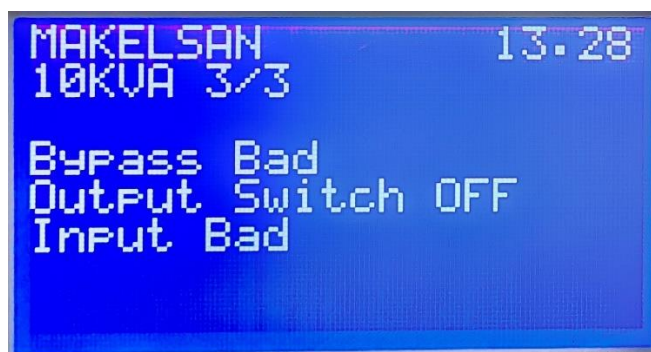 MAKELSAN 13.28
10KVA 3/3
Bypass Bad
Output Switch OFF
Input Bad